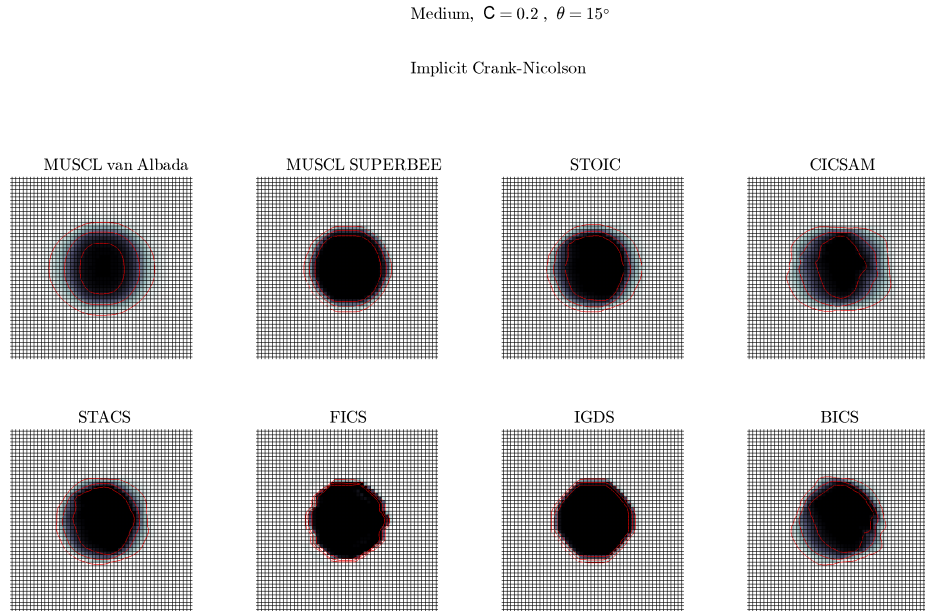 Medium, C = 0.2 , θ = 15°
Implicit Crank-Nicolson
MUSCL van Albada
MUSCL SUPERBEE
STOIC
CICSAM
STACS
FICS
IGDS
BICS